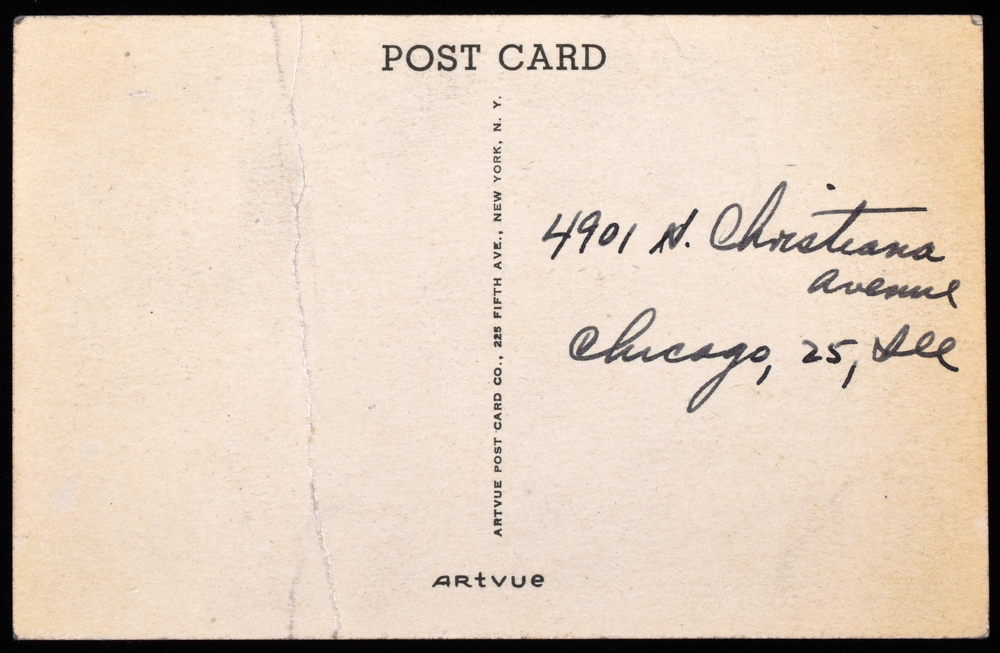 POST CARD
ARTVUE POST CARD CO., 225 FIFTH AVE., NEW YORK, N. Y.
4901 N. Christiana
Avenue
Chicago, 25, Ill
ARtvue